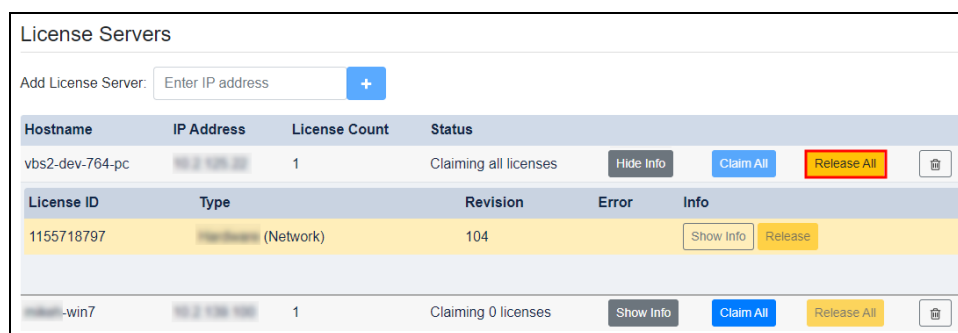 License Servers
Add License Server: Enter IP address +
Hostname IP Address License Count Status
vbs2-dev-764-pc 1 Claiming all licenses Hide Info Claim All Release All
License ID Type Revision Error Info
1155718797 (Network) 104 Show Info Release
-win7 1 Claiming 0 licenses Show Info Claim All Release All